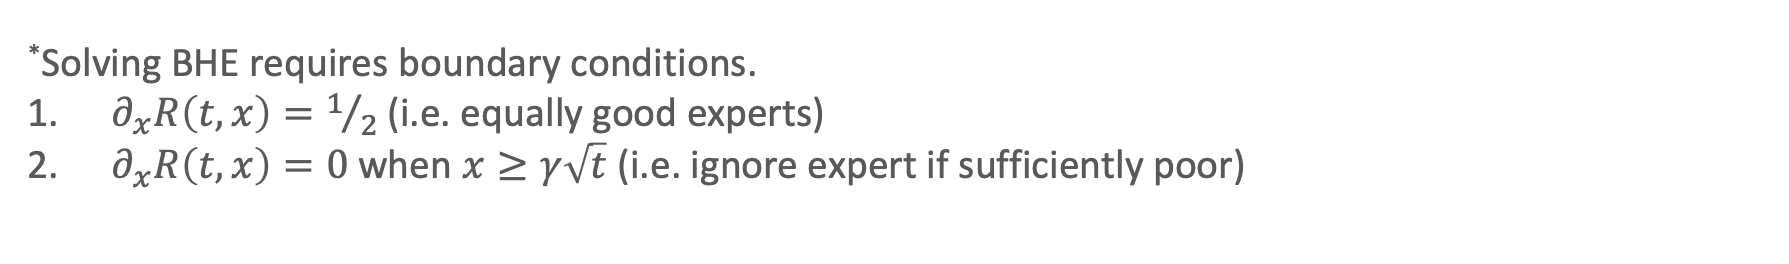 *Solving BHE requires boundary conditions.
1. ∂ₓR(t, x) = 1/2 (i.e. equally good experts)
2. ∂ₓR(t, x) = 0 when x ≥ γ√t (i.e. ignore expert if sufficiently poor)